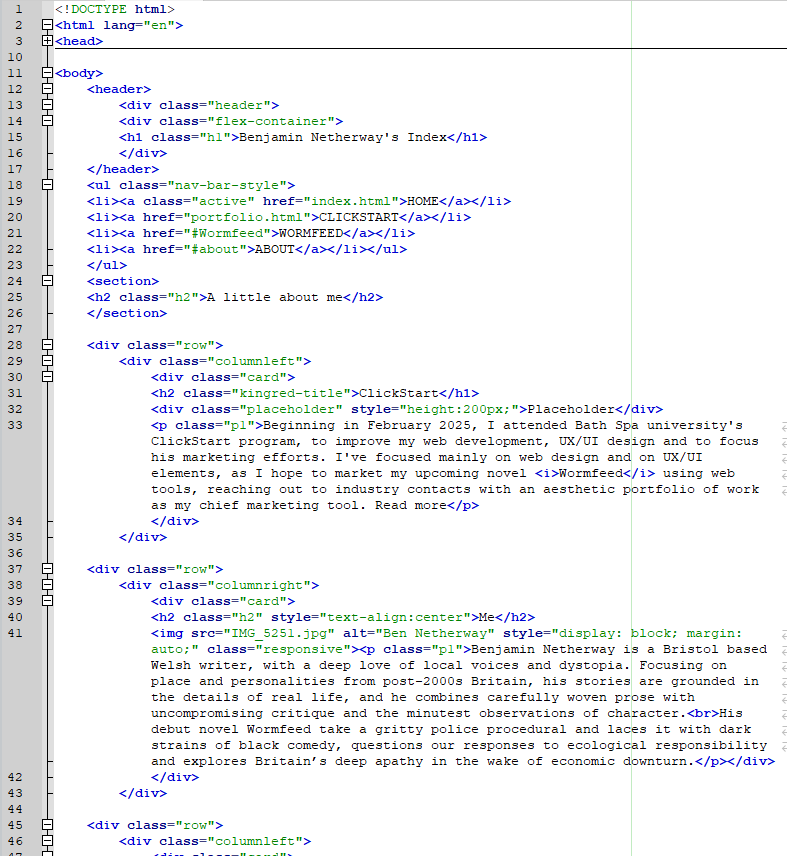 1 <!DOCTYPE html>
2 <html lang="en">
3 <head>
10
11 <body>
12 <header>
13 <div class="header">
14 <div class="flex-container">
15 <h1 class="h1">Benjamin Netherway's Index</h1>
16 </div>
17 </header>
18 <ul class="nav-bar-style">
19 <li><a class="active" href="index.html">HOME</a></li>
20 <li><a href="portfolio.html">CLICKSTART</a></li>
21 <li><a href="#Wormfeed">WORMFEED</a></li>
22 <li><a href="#about">ABOUT</a></li></ul>
23 </ul>
24 <section>
25 <h2 class="h2">A little about me</h2>
26 </section>
27
28 <div class="row">
29 <div class="columnleft">
30 <div class="card">
31 <h2 class="kingred-title">ClickStart</h1>
32 <div class="placeholder" style="height:200px;">Placeholder</div>
33 <p class="p1">Beginning in February 2025, I attended Bath Spa university's
ClickStart program, to improve my web development, UX/UI design and to focus
his marketing efforts. I've focused mainly on web design and on UX/UI
elements, as I hope to market my upcoming novel <i>Wormfeed</i> using web
tools, reaching out to industry contacts with an aesthetic portfolio of work
as my chief marketing tool. Read more</p>
34 </div>
35 </div>
36
37 <div class="row">
38 <div class="columnright">
39 <div class="card">
40 <h2 class="h2" style="text-align:center">Me</h2>
41 <img src="IMG_5251.jpg" alt="Ben Netherway" style="display: block; margin:
auto;" class="responsive"><p class="p1">Benjamin Netherway is a Bristol based
Welsh writer, with a deep love of local voices and dystopia. Focusing on
place and personalities from post-2000s Britain, his stories are grounded in
the details of real life, and he combines carefully woven prose with
uncompromising critique and the minutest observations of character.<br>His
debut novel Wormfeed take a gritty police procedural and laces it with dark
strains of black comedy, questions our responses to ecological responsibility
and explores Britain’s deep apathy in the wake of economic downturn.</p></div>
42 </div>
43 </div>
44
45 <div class="row">
46 <div class="columnleft">